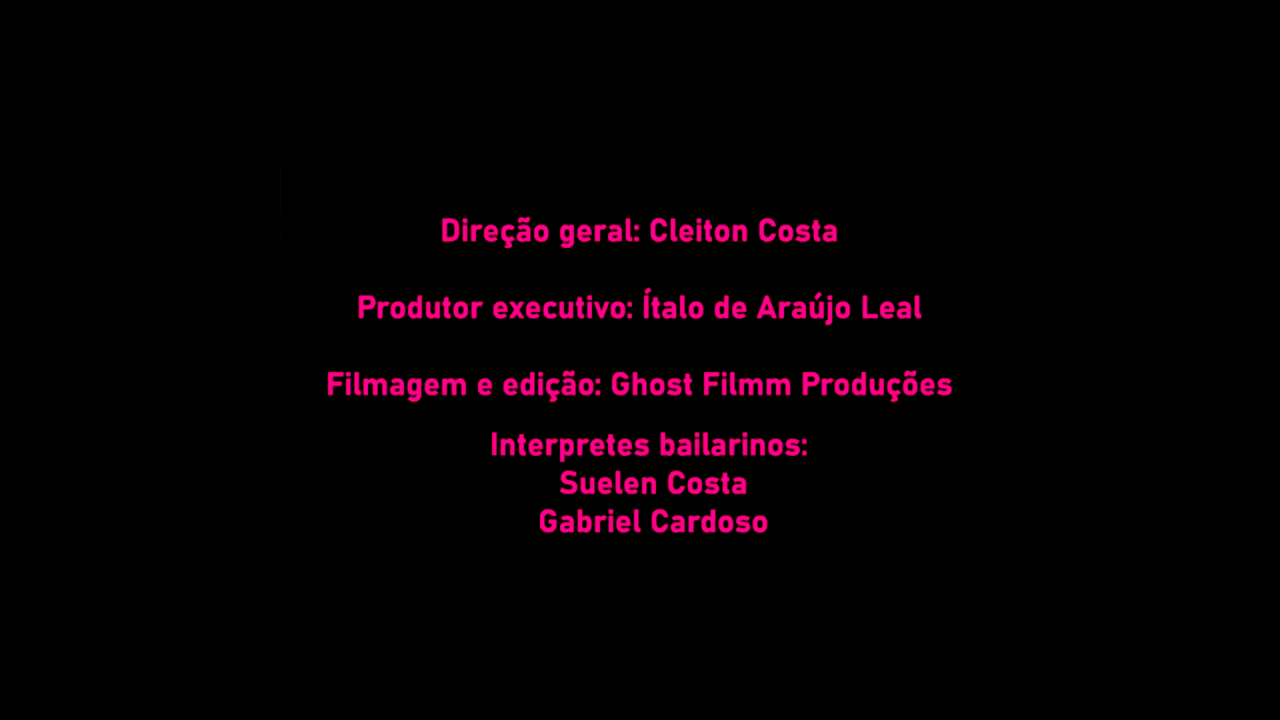 Direção geral: Cleiton Costa
Produtor executivo: Ítalo de Araújo Leal
Filmagem e edição: Ghost Filmm Produções
Interpretes bailarinos:
Suelen Costa
Gabriel Cardoso